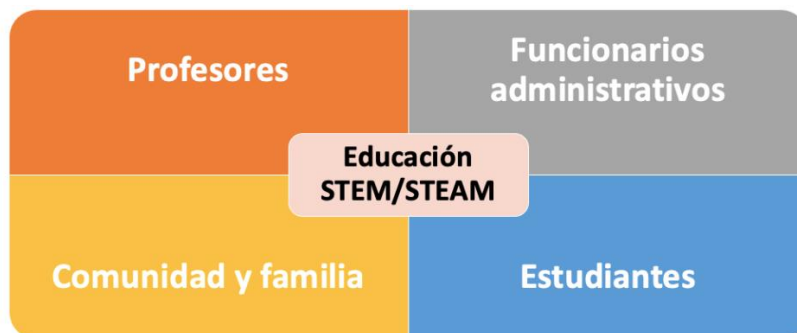 Profesores
Funcionarios
administrativos
Educación
STEM/STEAM
Comunidad y familia
Estudiantes